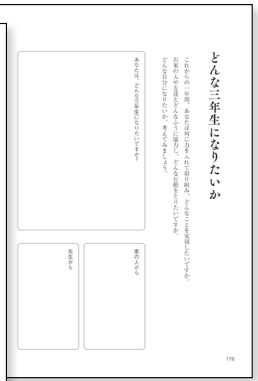 どんな三年生になりたいか
これからの一年間、あなたは何に力を入れて取り組み、どんなことを実現したいですか。
お家の人や友達とどんなふうに協力し、どんな行動をとりたいですか。
どんな自分になりたいか、考えてみましょう。
あなたは、どんな三年生になりたいですか？
家の人から
先生から
176